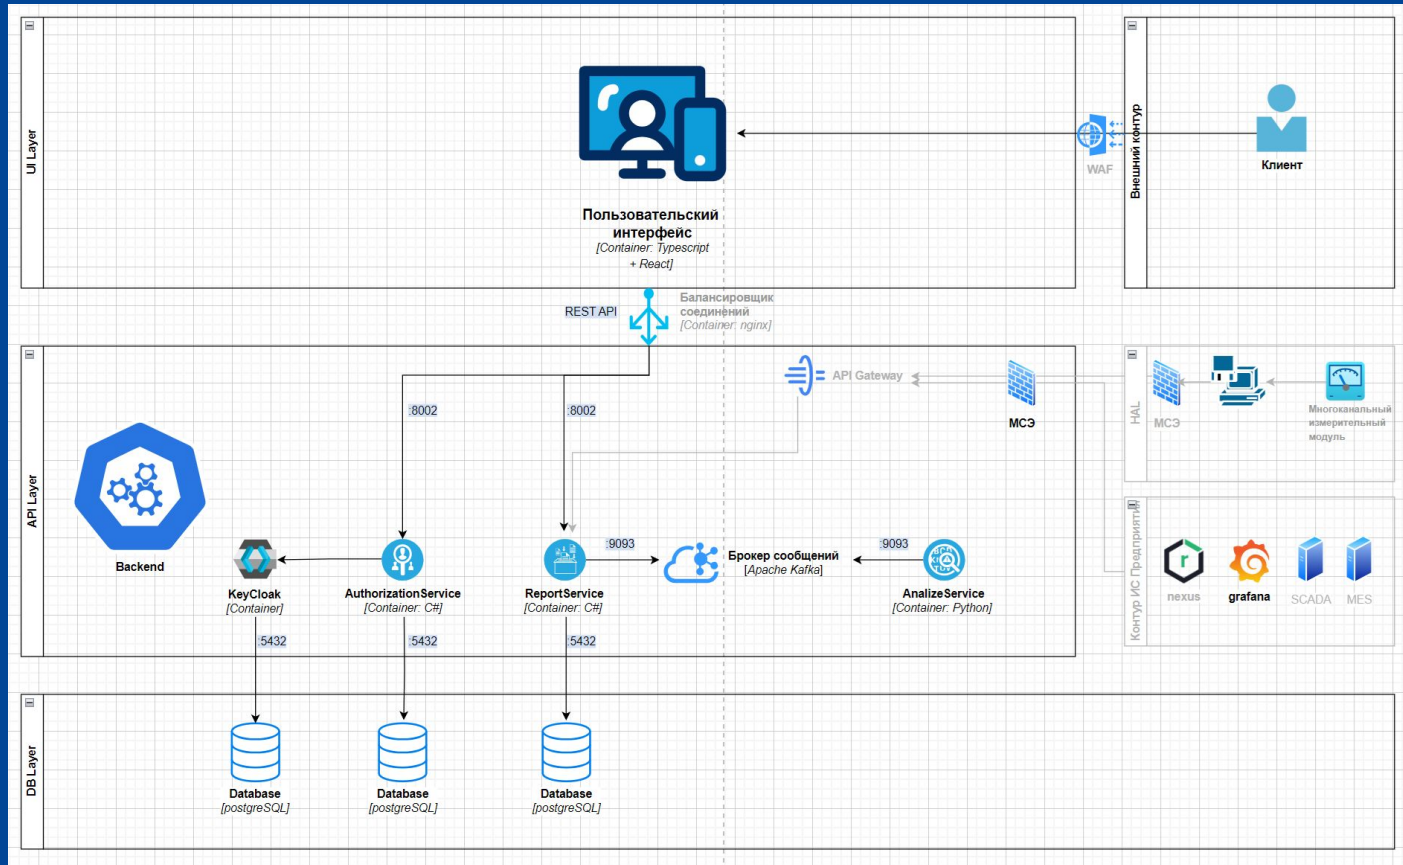 UI Layer
Пользовательский
интерфейс
[Container: Typescript
+ React]
WAF
Внешний контур
Клиент
REST API
Балансировщик
соединений
[Container: nginx]
API Layer
:8002
:8002
API Gateway
МСЭ
HAL
МСЭ
Многоканальный
измерительный
модуль
Backend
KeyCloak
[Container]
AuthorizationService
[Container: C#]
ReportService
[Container: C#]
:9093
Брокер сообщений
[Apache Kafka]
:9093
AnalizeService
[Container: Python]
Контур ИС Предприятия
r
nexus
grafana
SCADA
MES
:5432
:5432
:5432
DB Layer
Database
[postgreSQL]
Database
[postgreSQL]
Database
[postgreSQL]